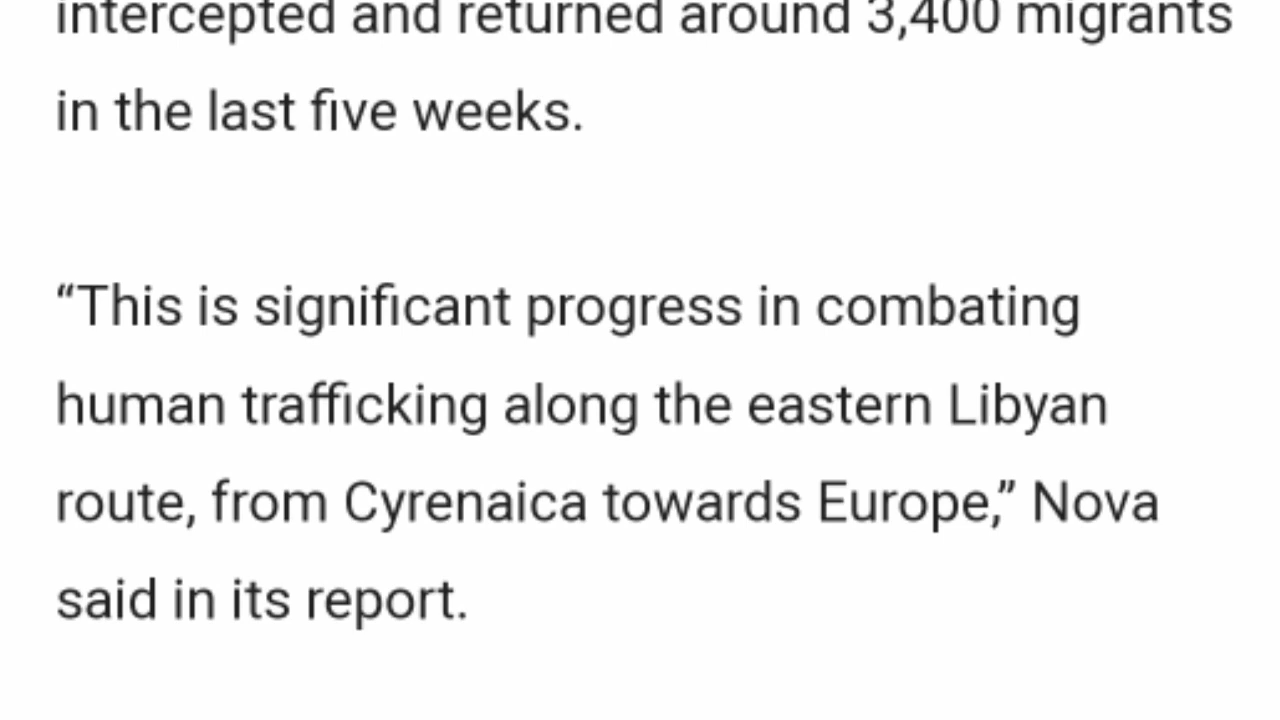 intercepted and returned around 3,400 migrants
in the last five weeks.
“This is significant progress in combating
human trafficking along the eastern Libyan
route, from Cyrenaica towards Europe,” Nova
said in its report.